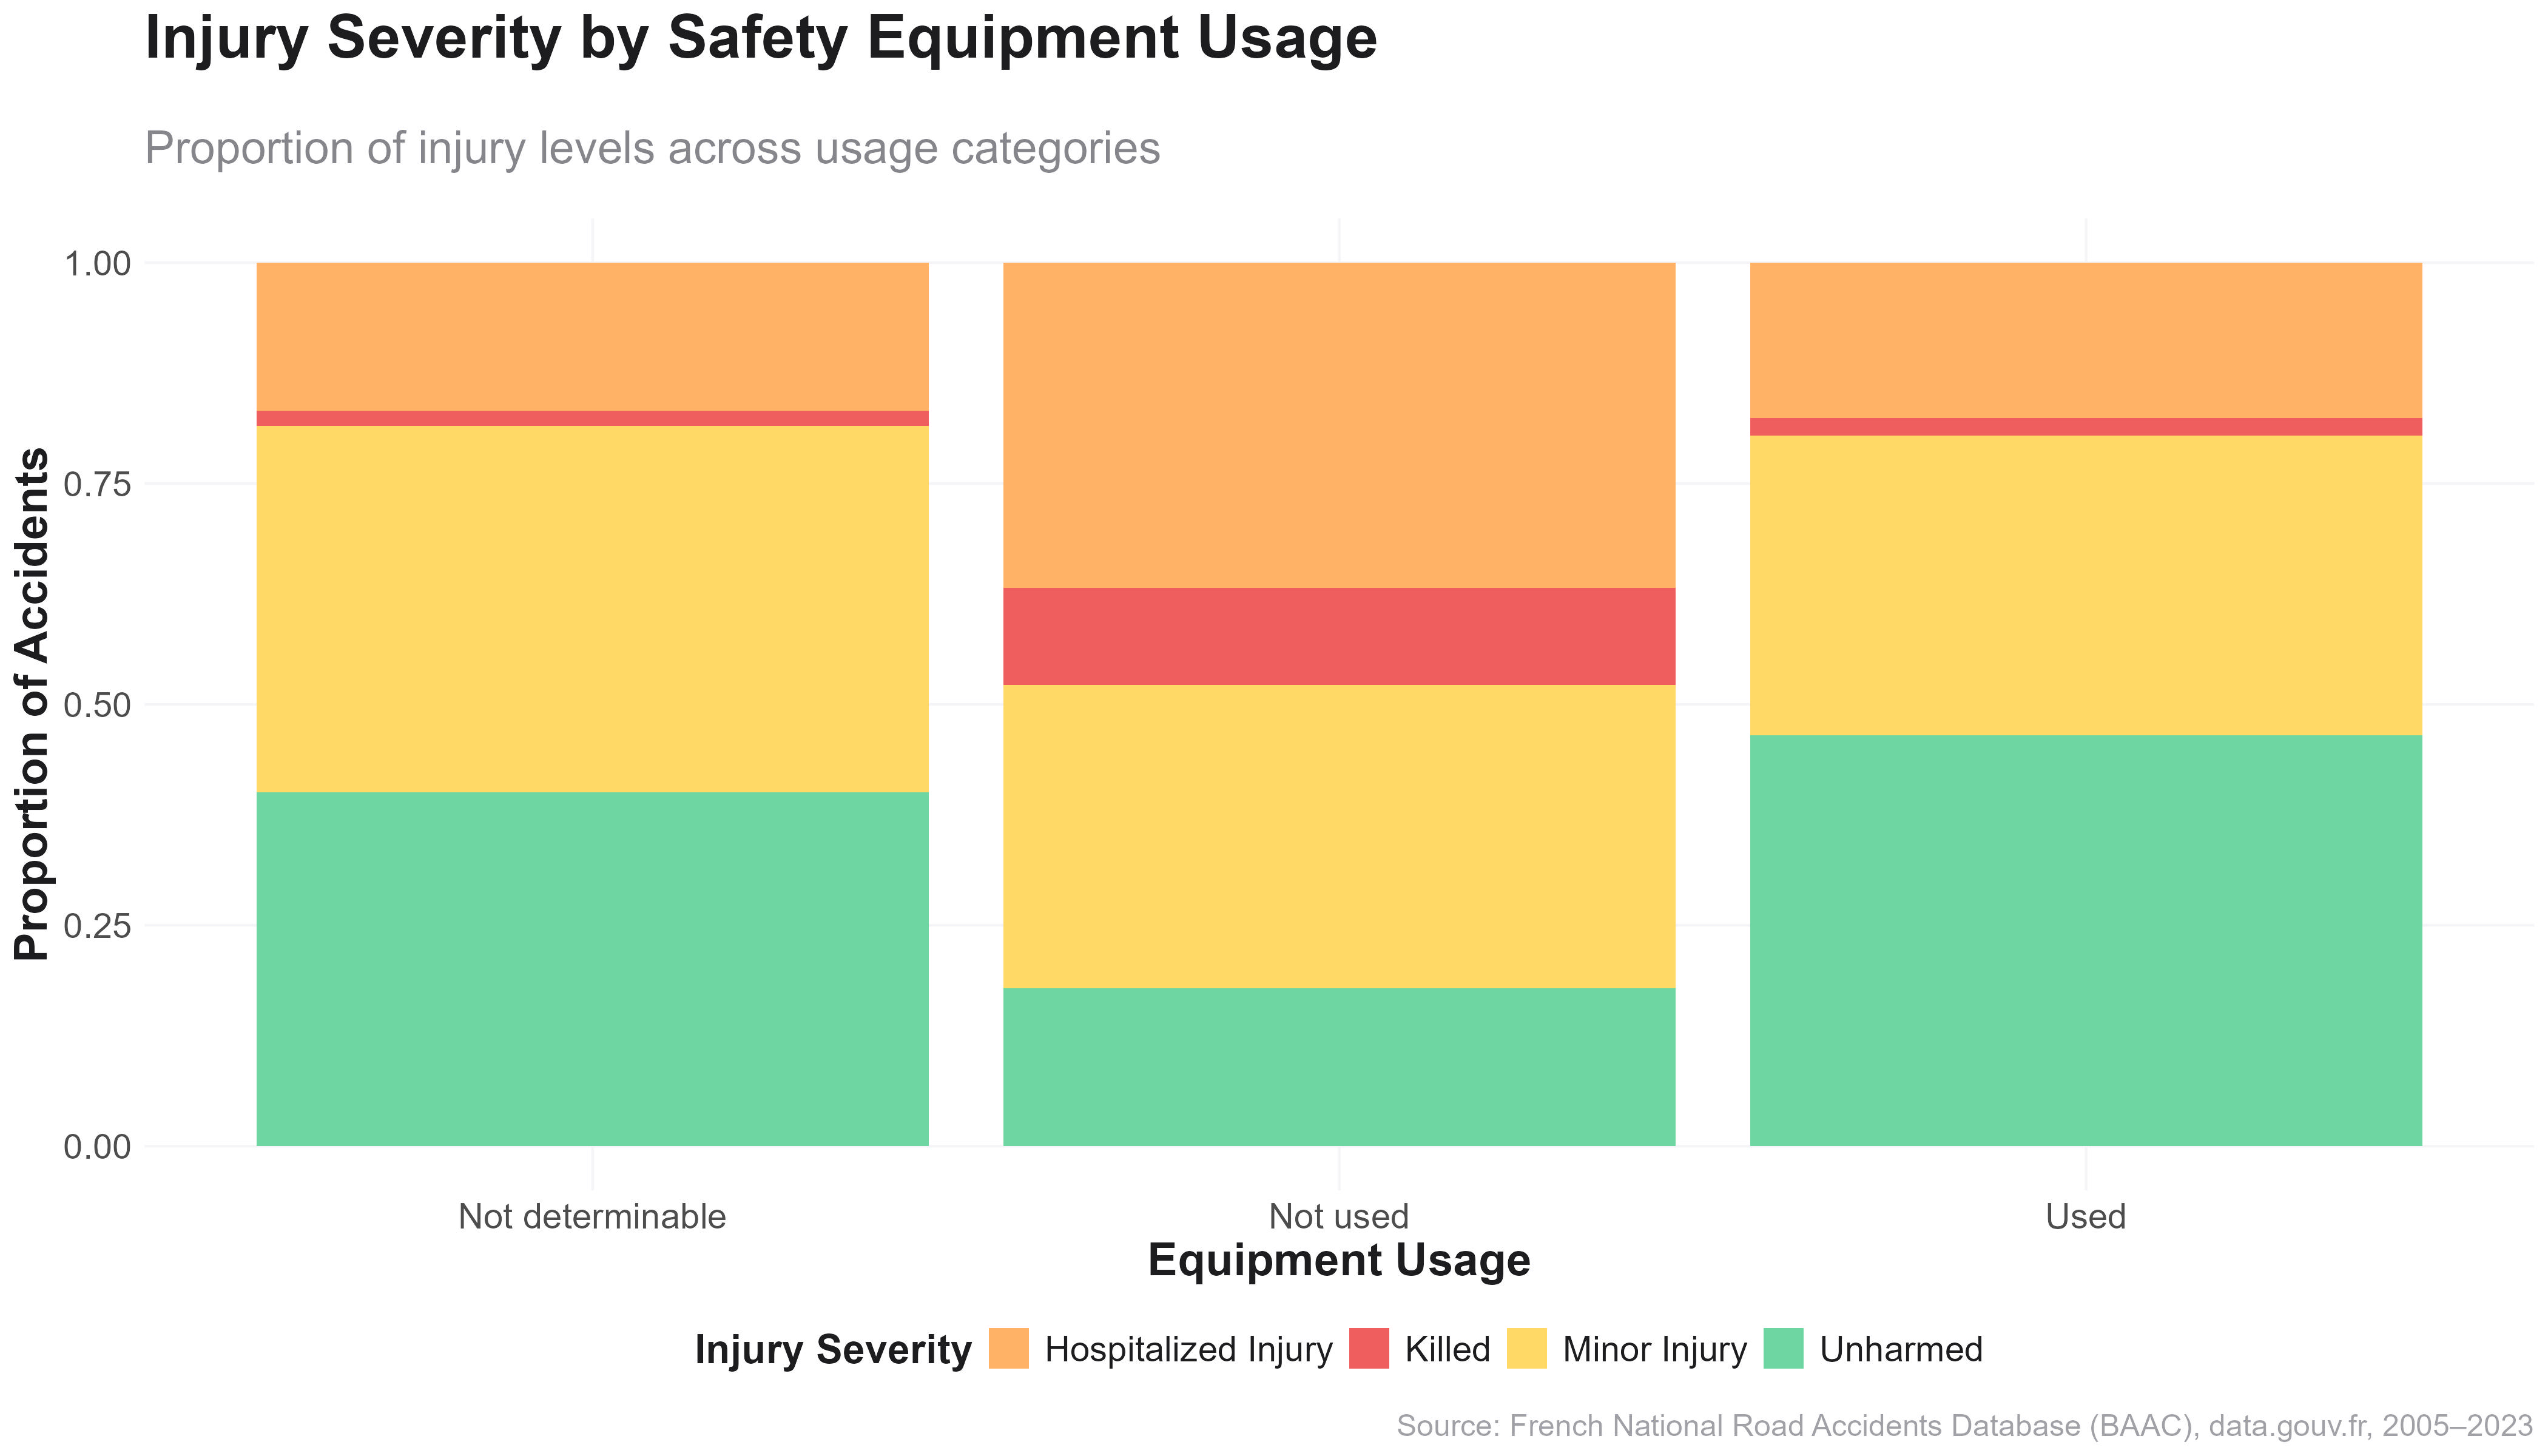 Injury Severity by Safety Equipment Usage
Proportion of injury levels across usage categories
Proportion of Accidents
1.00
0.75
0.50
0.25
0.00
Not determinable Not used Used
Equipment Usage
Injury Severity Hospitalized Injury Killed Minor Injury Unharmed
Source: French National Road Accidents Database (BAAC), data.gouv.fr, 2005–2023